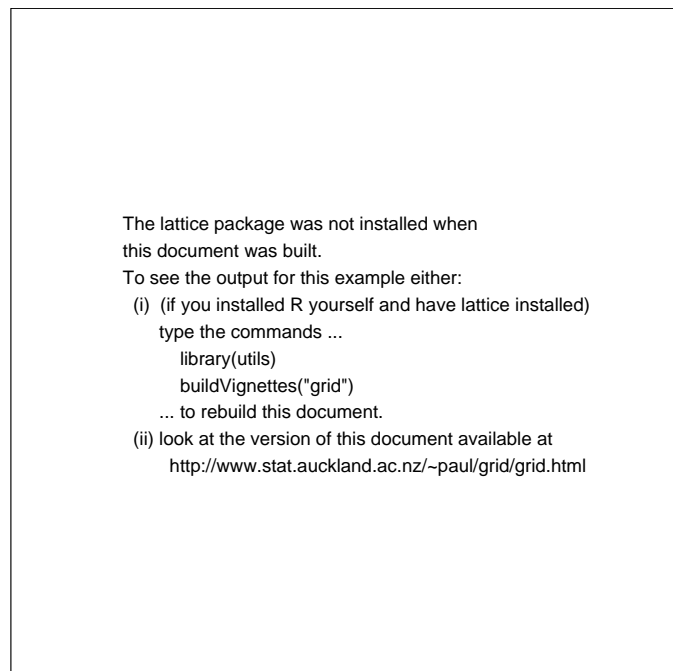 The lattice package was not installed when
this document was built.
To see the output for this example either:
(i) (if you installed R yourself and have lattice installed)
type the commands ...
library(utils)
buildVignettes("grid")
... to rebuild this document.
(ii) look at the version of this document available at
http://www.stat.auckland.ac.nz/~paul/grid/grid.html